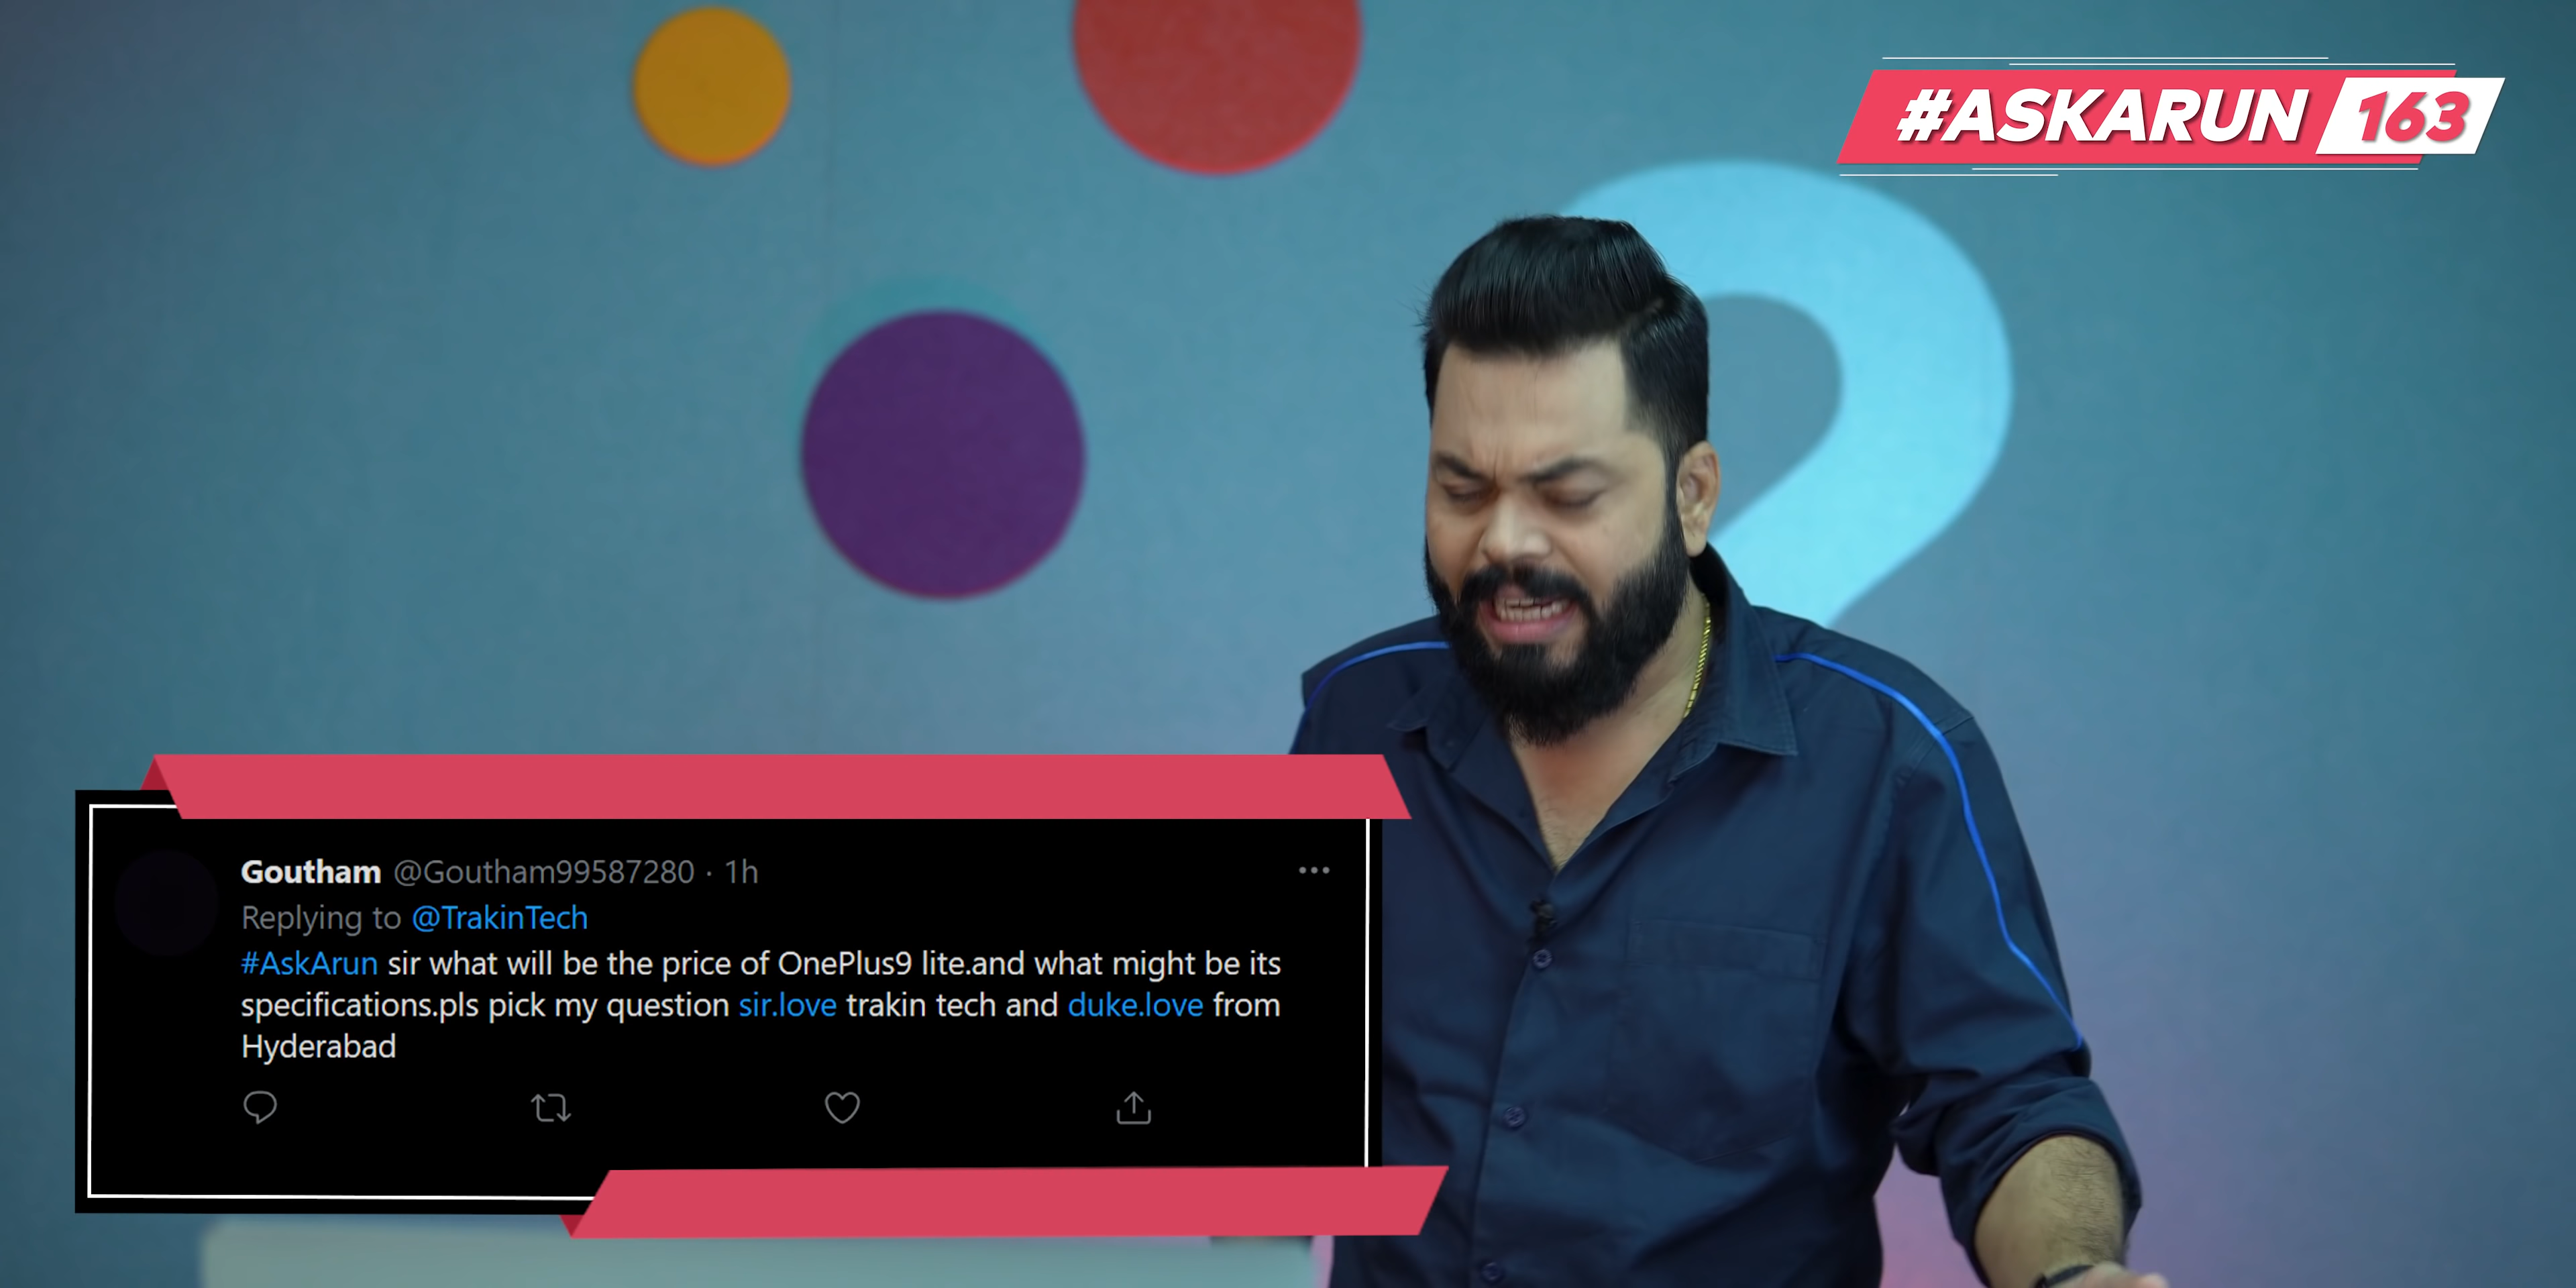 #ASKARUN 163
Goutham @Goutham99587280 · 1h
Replying to @TrakinTech
#AskArun sir what will be the price of OnePlus9 lite.and what might be its
specifications.pls pick my question sir.love trakin tech and duke.love from
Hyderabad